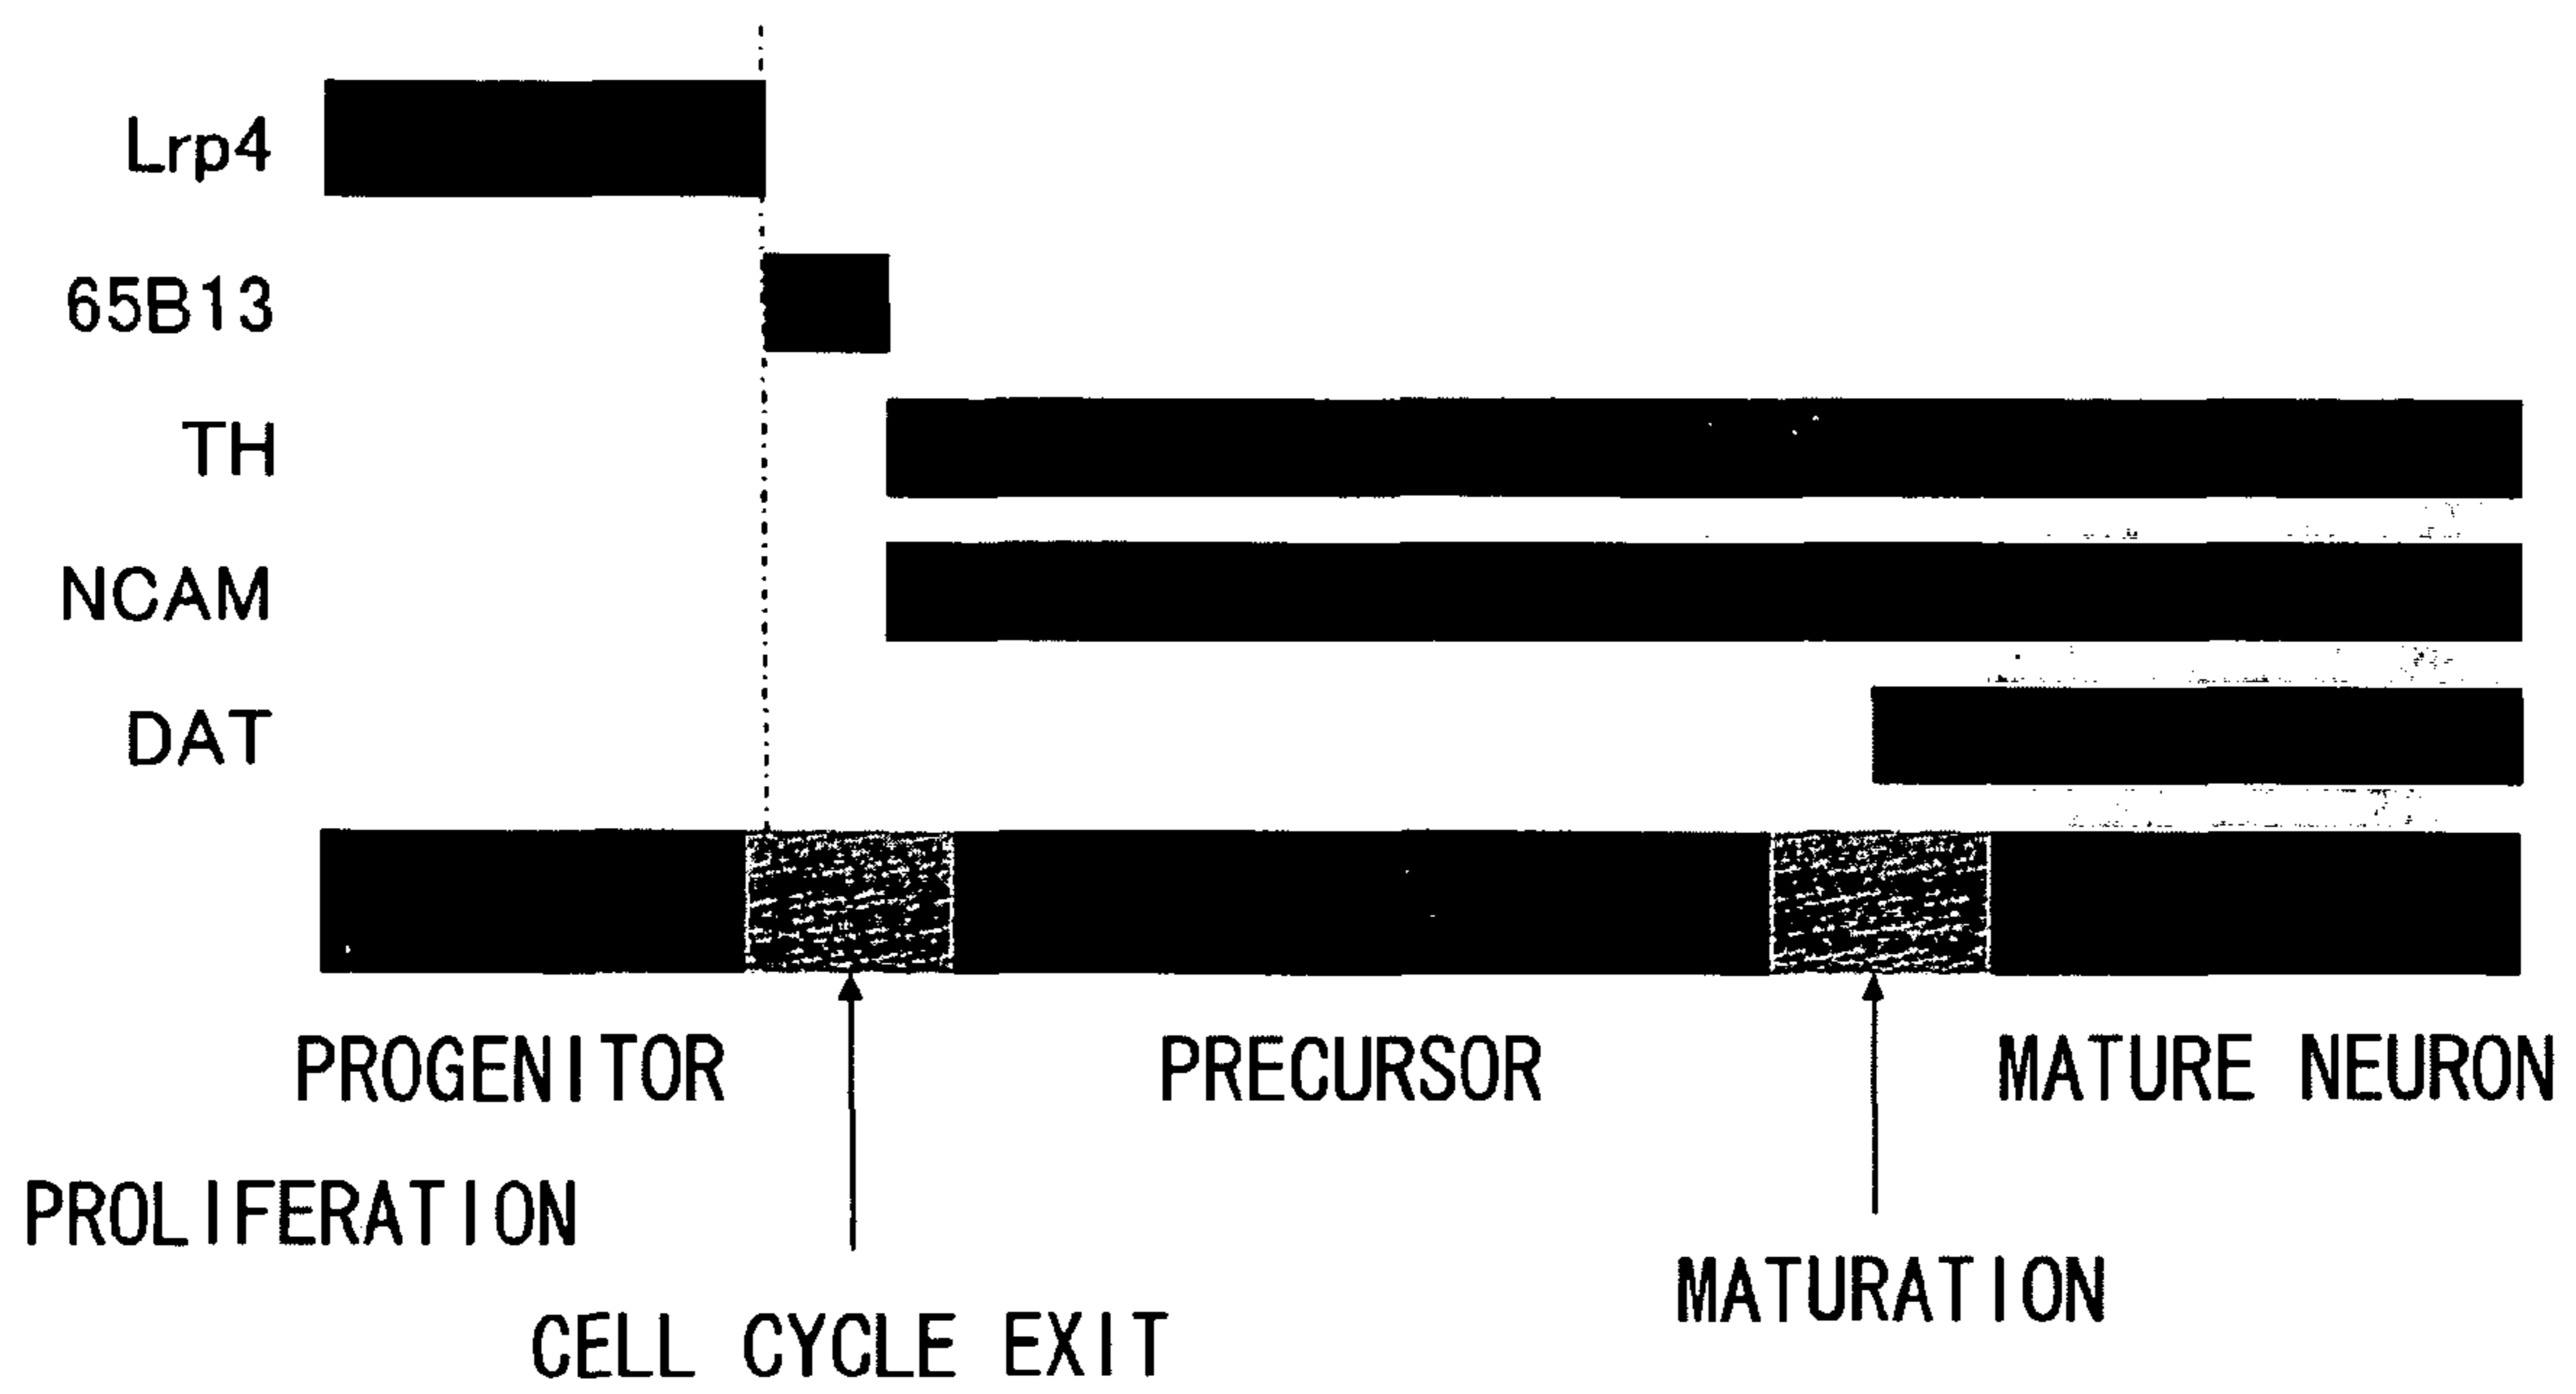 Lrp4
65B13
TH
NCAM
DAT
PROGENITOR
PRECURSOR
MATURE NEURON
PROLIFERATION
CELL CYCLE EXIT
MATURATION